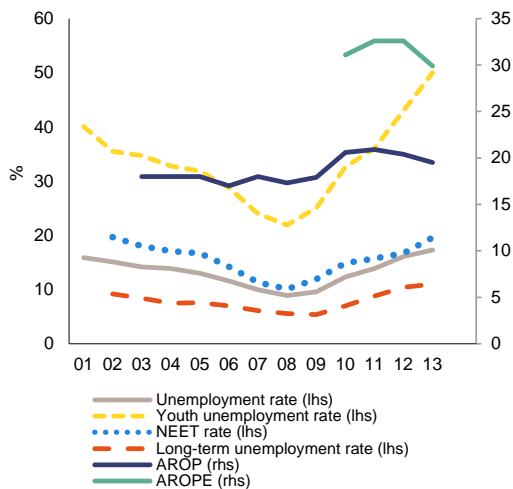 60
50
40
30
20
10
0
%
35
30
25
20
15
10
5
0
01 02 03 04 05 06 07 08 09 10 11 12 13
Unemployment rate (lhs)
Youth unemployment rate (lhs)
NEET rate (lhs)
Long-term unemployment rate (lhs)
AROP (rhs)
AROPE (rhs)